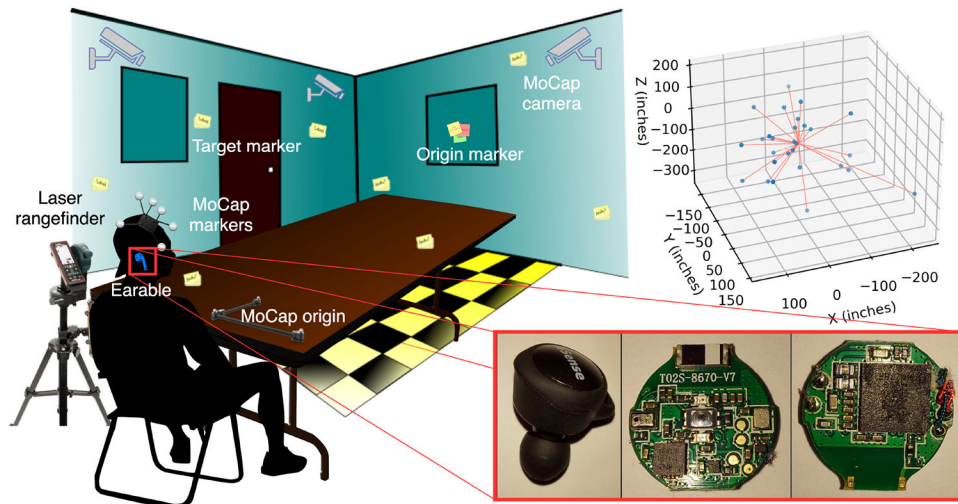 MoCap
camera
Target marker
Origin marker
Laser
rangefinder
MoCap
markers
Earable
MoCap origin
Z (inches)
200
100
0
−100
−200
−300
Y (inches)
−150
−100
−50
0
50
100
150
X (inches)
100
0
−100
−200
T02S-8670-V7